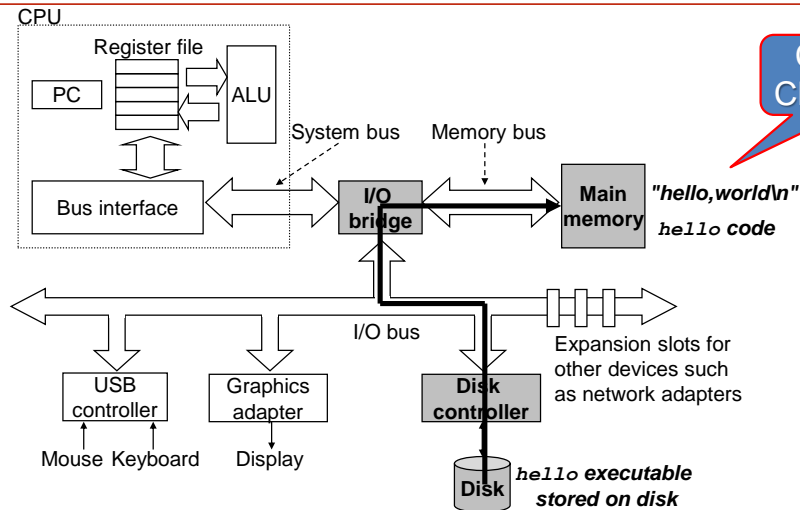 CPU
Register file
PC
ALU
System bus
Memory bus
Bus interface
I/O
bridge
Main
memory
"hello,world\n"
hello code
I/O bus
Expansion slots for
other devices such
as network adapters
USB
controller
Graphics
adapter
Disk
controller
Mouse
Keyboard
Display
Disk
hello executable
stored on disk